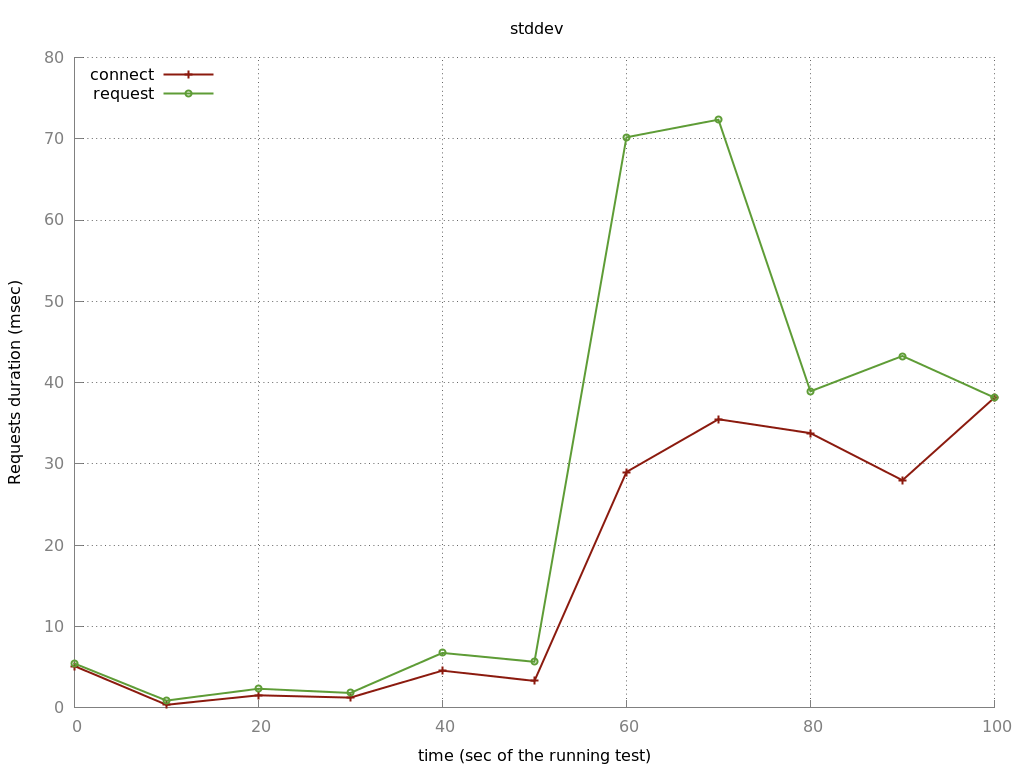 stddev
connect
request
80
70
60
50
40
30
20
10
0
Requests duration (msec)
0 20 40 60 80 100
time (sec of the running test)